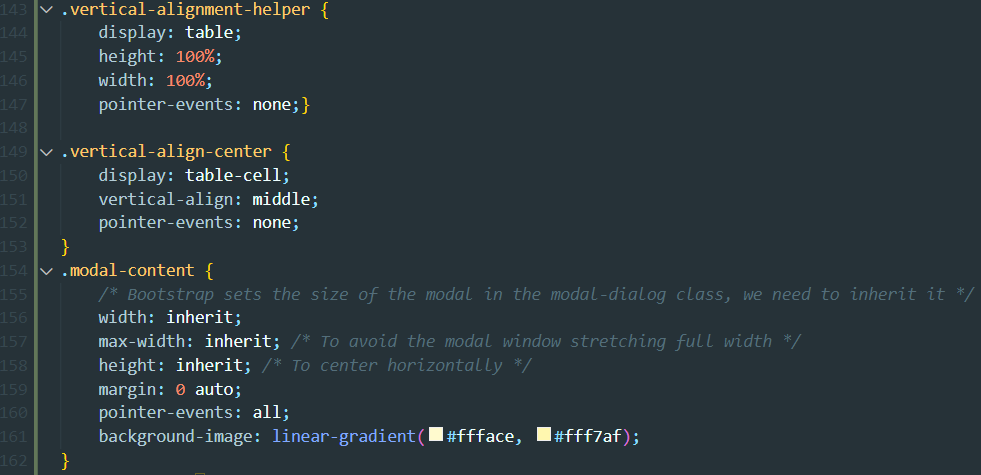 143 .vertical-alignment-helper {
144     display: table;
145     height: 100%;
146     width: 100%;
147     pointer-events: none;}
148
149 .vertical-align-center {
150     display: table-cell;
151     vertical-align: middle;
152     pointer-events: none;
153 }
154 .modal-content {
155     /* Bootstrap sets the size of the modal in the modal-dialog class, we need to inherit it */
156     width: inherit;
157     max-width: inherit; /* To avoid the modal window stretching full width */
158     height: inherit; /* To center horizontally */
159     margin: 0 auto;
160     pointer-events: all;
161     background-image: linear-gradient(#ffface, #fff7af);
162 }